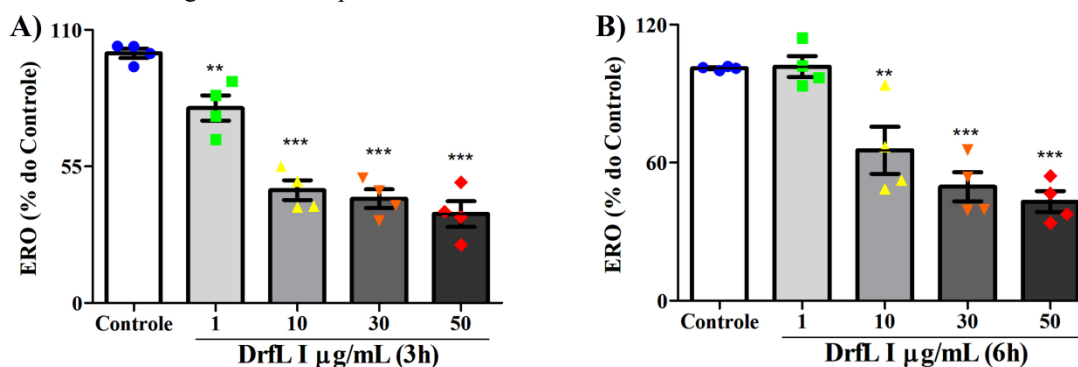 A)
110
55
0
ERO (% do Controle)
**
***
***
***
Controle
1
10
30
50
DrfL I μg/mL (3h)
B)
120
60
0
ERO (% do Controle)
**
***
***
Controle
1
10
30
50
DrfL I μg/mL (6h)